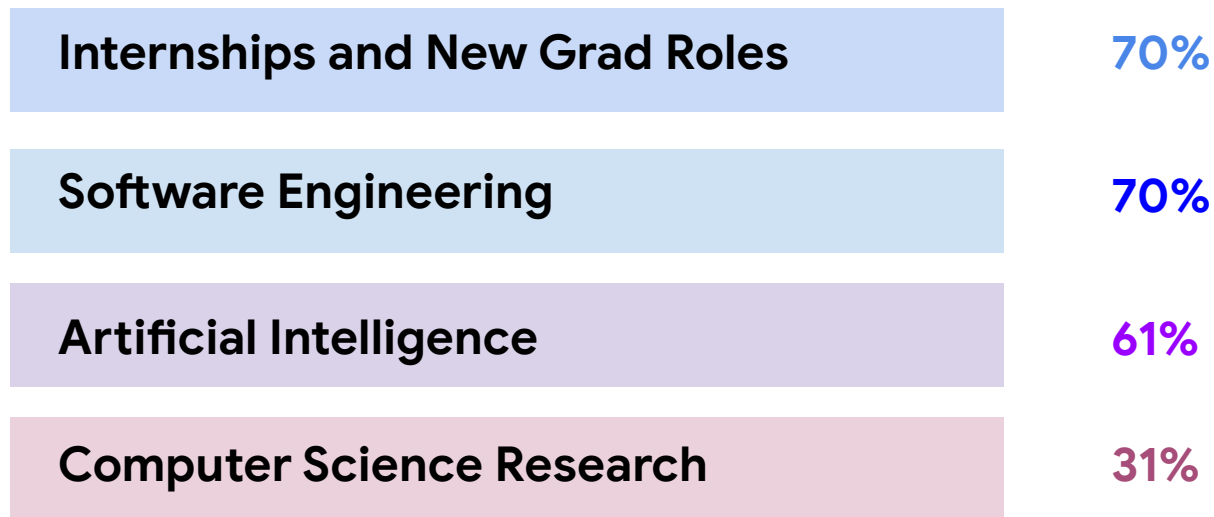 Internships and New Grad Roles 70%
Software Engineering 70%
Artificial Intelligence 61%
Computer Science Research 31%